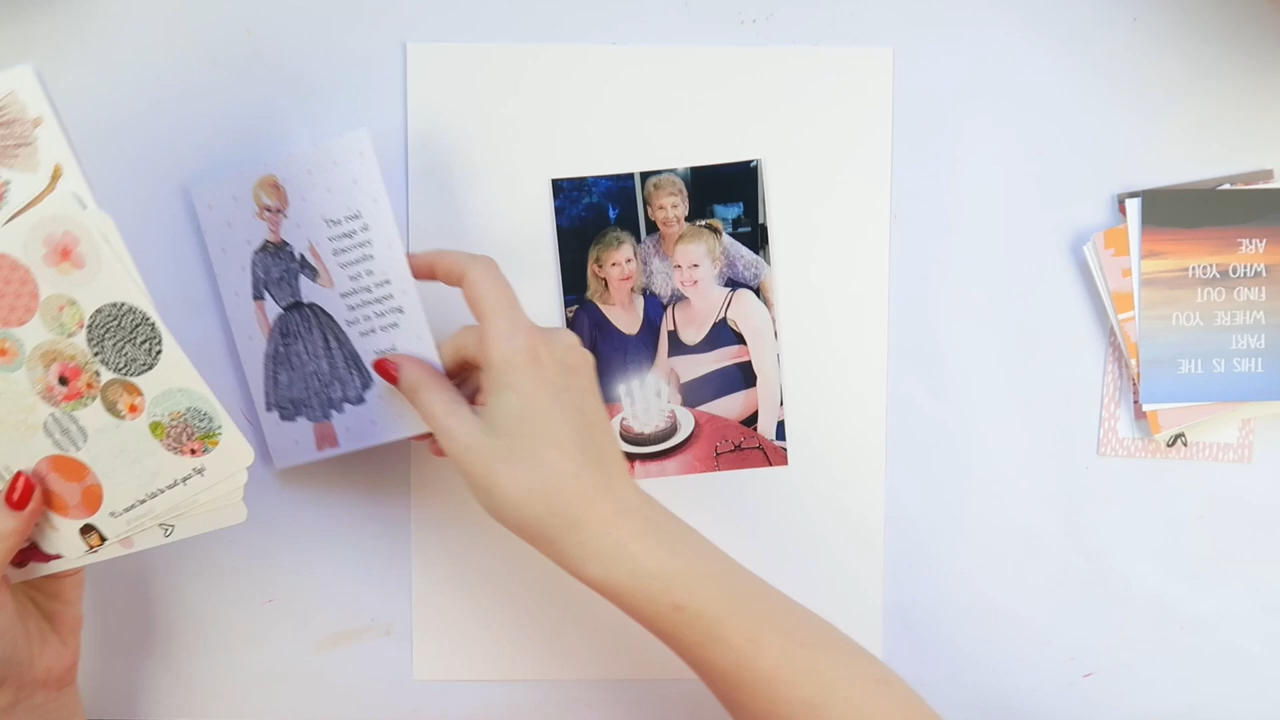 The real
voyage of
discovery
consists
not in
seeking new
landscapes
but in having
new eyes
THIS IS THE
PART
WHERE YOU
FIND OUT
WHO YOU
ARE